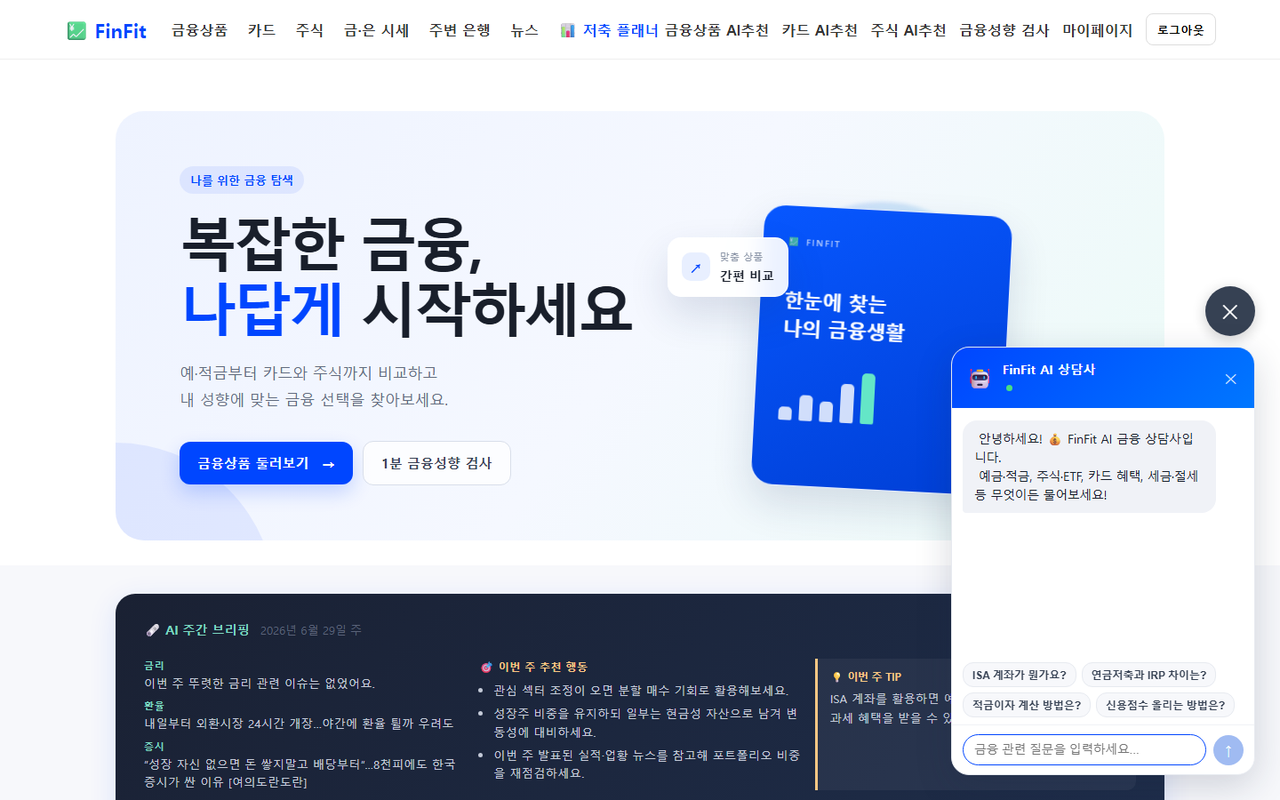 FinFit
금융상품 카드 주식 금·은 시세 주변 은행 뉴스 저축 플래너 금융상품 AI추천 카드 AI추천 주식 AI추천 금융성향 검사 마이페이지 로그아웃
나를 위한 금융 탐색
복잡한 금융,
나답게 시작하세요
예·적금부터 카드와 주식까지 비교하고
내 성향에 맞는 금융 선택을 찾아보세요.
금융상품 둘러보기 →
1분 금융성향 검사
FINFIT
맞춤 상품
간편 비교
한눈에 찾는
나의 금융생활
AI 주간 브리핑 2026년 6월 29일 주
금리
이번 주 뚜렷한 금리 관련 이슈는 없었어요.
환율
내일부터 외환시장 24시간 개장…야간에 환율 튈까 우려도
증시
“성장 자신 없으면 돈 쌓지말고 배당부터”…8천피에도 한국
증시가 싼 이유 [여의도란도란]
이번 주 추천 행동
관심 섹터 조정이 오면 분할 매수 기회로 활용해보세요.
성장주 비중을 유지하되 일부는 현금성 자산으로 남겨 변
동성에 대비하세요.
이번 주 발표된 실적·업황 뉴스를 참고해 포트폴리오 비중
을 재점검하세요.
이번 주 TIP
ISA 계좌를 활용하면
과세 혜택을 받을 수
FinFit AI 상담사
안녕하세요! FinFit AI 금융 상담사입
니다.
예금·적금, 주식·ETF, 카드 혜택, 세금·절세
등 무엇이든 물어보세요!
ISA 계좌가 뭔가요?
연금저축과 IRP 차이는?
적금이자 계산 방법은?
신용점수 올리는 방법은?
금융 관련 질문을 입력하세요...
↑